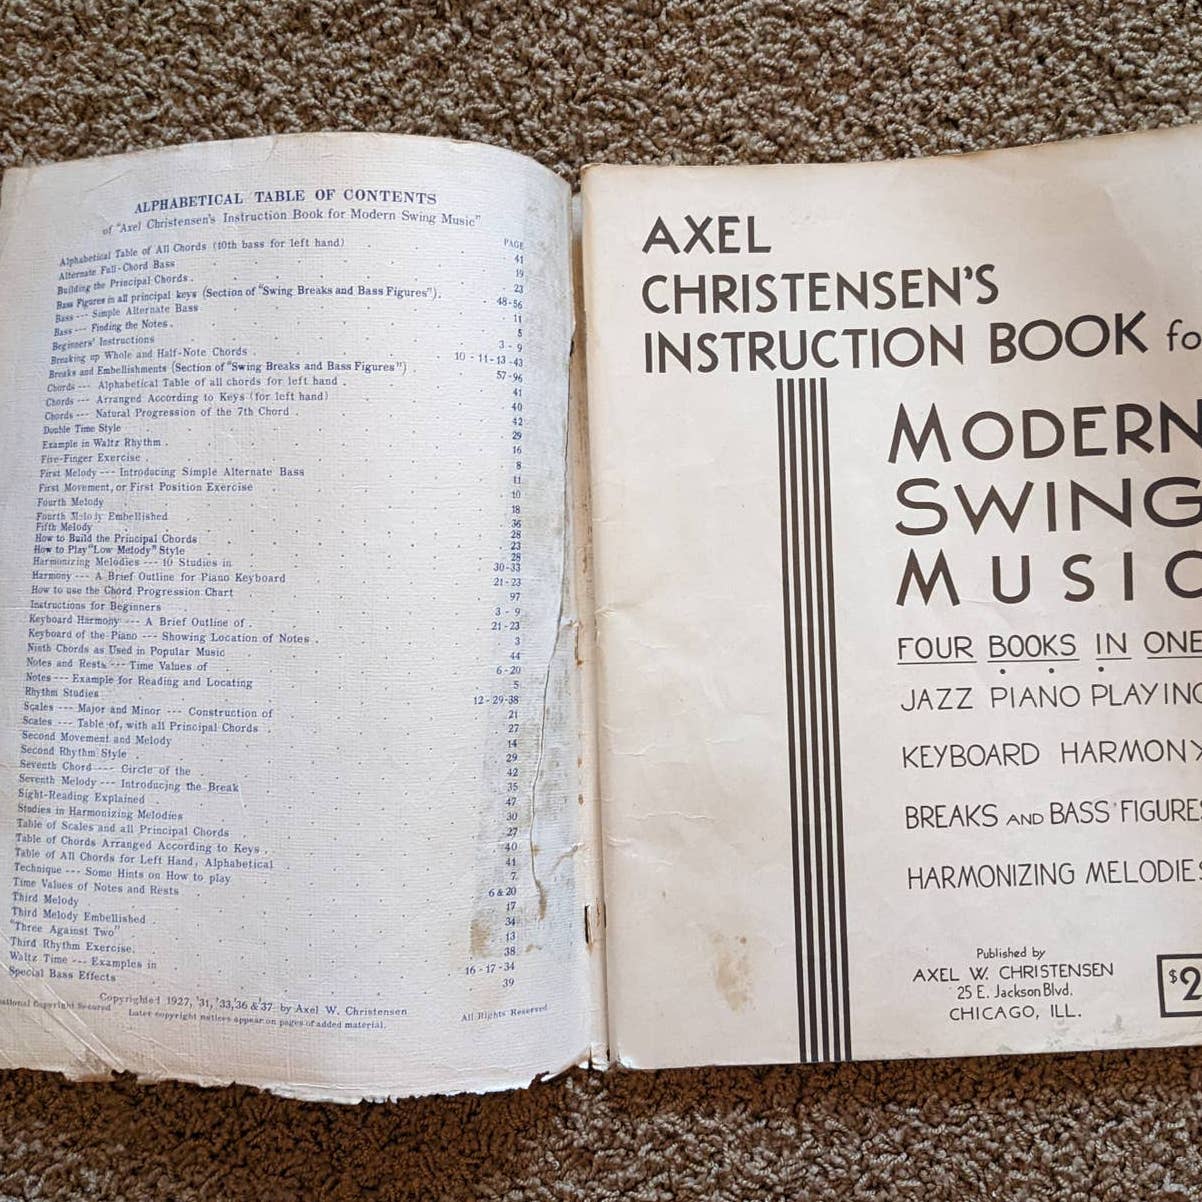 ALPHABETICAL TABLE OF CONTENTS
of "Axel Christensen's Instruction Book for Modern Swing Music"
PAGE
Alphabetical Table of All Chords (10th bass for left hand) 41
Alternate Full-Chord Bass 19
Building the Principal Chords 23
Bass Figures in all principal keys (Section of "Swing Breaks and Bass Figures") 48-56
Bass --- Simple Alternate Bass 11
Bass --- Finding the Notes 5
Beginners' Instructions 3 - 9
Breaking up Whole and Half-Note Chords 10 - 11 - 13 - 43
Breaks and Embellishments (Section of "Swing Breaks and Bass Figures") 57-96
Chords --- Alphabetical Table of all chords for left hand 41
Chords --- Arranged According to Keys (for left hand) 40
Chords --- Natural Progression of the 7th Chord 42
Double Time Style 29
Example in Waltz Rhythm 16
Five-Finger Exercise 8
First Melody --- Introducing Simple Alternate Bass 11
First Movement, or First Position Exercise 10
Fourth Melody 18
Fourth Melody Embellished 36
Fifth Melody 28
How to Build the Principal Chords 23
How to Play "Low Melody" Style 28
Harmonizing Melodies --- 10 Studies in 30-33
Harmony --- A Brief Outline for Piano Keyboard 21-23
How to use the Chord Progression Chart 97
Instructions for Beginners 3 - 9
Keyboard Harmony --- A Brief Outline of 21-23
Keyboard of the Piano --- Showing Location of Notes 3
Ninth Chords as Used in Popular Music 44
Notes and Rests --- Time Values of 6 - 20
Notes --- Example for Reading and Locating 5
Rhythm Studies 12 - 29 - 38
Scales --- Major and Minor --- Construction of 21
Scales --- Table of, with all Principal Chords 27
Second Movement and Melody 14
Second Rhythm Style 29
Seventh Chord --- Circle of the 42
Seventh Melody --- Introducing the Break 35
Sight-Reading Explained 47
Studies in Harmonizing Melodies 30
Table of Scales and all Principal Chords 27
Table of Chords Arranged According to Keys 40
Table of All Chords for Left Hand, Alphabetical 41
Technique --- Some Hints on How to play 7
Time Values of Notes and Rests 6 & 20
Third Melody 17
Third Melody Embellished 34
"Three Against Two" 13
Third Rhythm Exercise 38
Waltz Time --- Examples in 16 - 17 - 34
Special Bass Effects 39
Copyrighted 1927, '31, '33, '36 & '37 by Axel W. Christensen
Copyright Secured Later copyright notices appear on pages of added material. All Rights Reserved
AXEL
CHRISTENSEN'S
INSTRUCTION BOOK fo
MODERN
SWING
MUSIC
FOUR BOOKS IN ONE
JAZZ PIANO PLAYING
KEYBOARD HARMONY
BREAKS AND BASS FIGURES
HARMONIZING MELODIES
Published by
AXEL W. CHRISTENSEN
25 E. Jackson Blvd.
CHICAGO, ILL.
$2